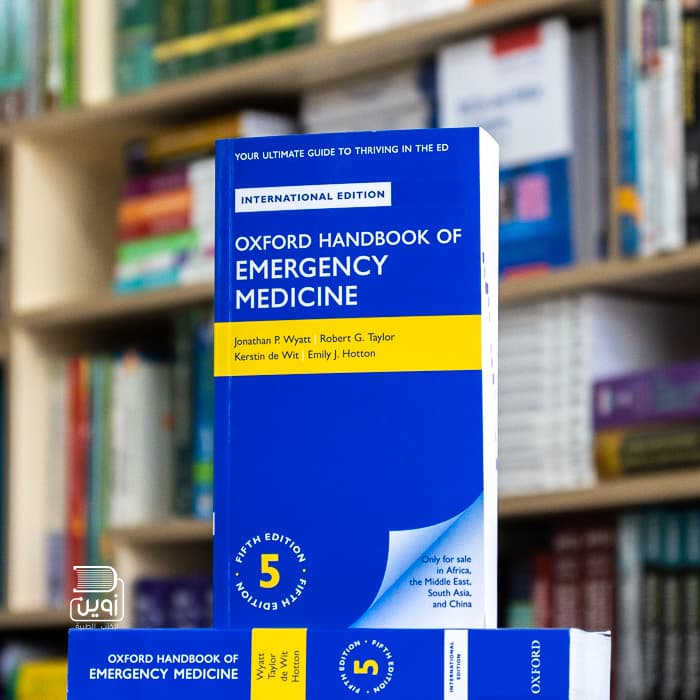 YOUR ULTIMATE GUIDE TO THRIVING IN THE ED
INTERNATIONAL EDITION
OXFORD HANDBOOK OF
EMERGENCY
MEDICINE
Jonathan P. Wyatt | Robert G. Taylor
Kerstin de Wit | Emily J. Hotton
FIFTH EDITION • FIFTH EDITION •
5
Only for sale
in Africa,
the Middle East,
South Asia,
and China
أوين
للكتب الطبية
OXFORD HANDBOOK OF
EMERGENCY MEDICINE
Wyatt
Taylor
de Wit
Hotton
FIFTH EDITION • FIFTH EDITION •
5
INTERNATIONAL
EDITION
OXFORD